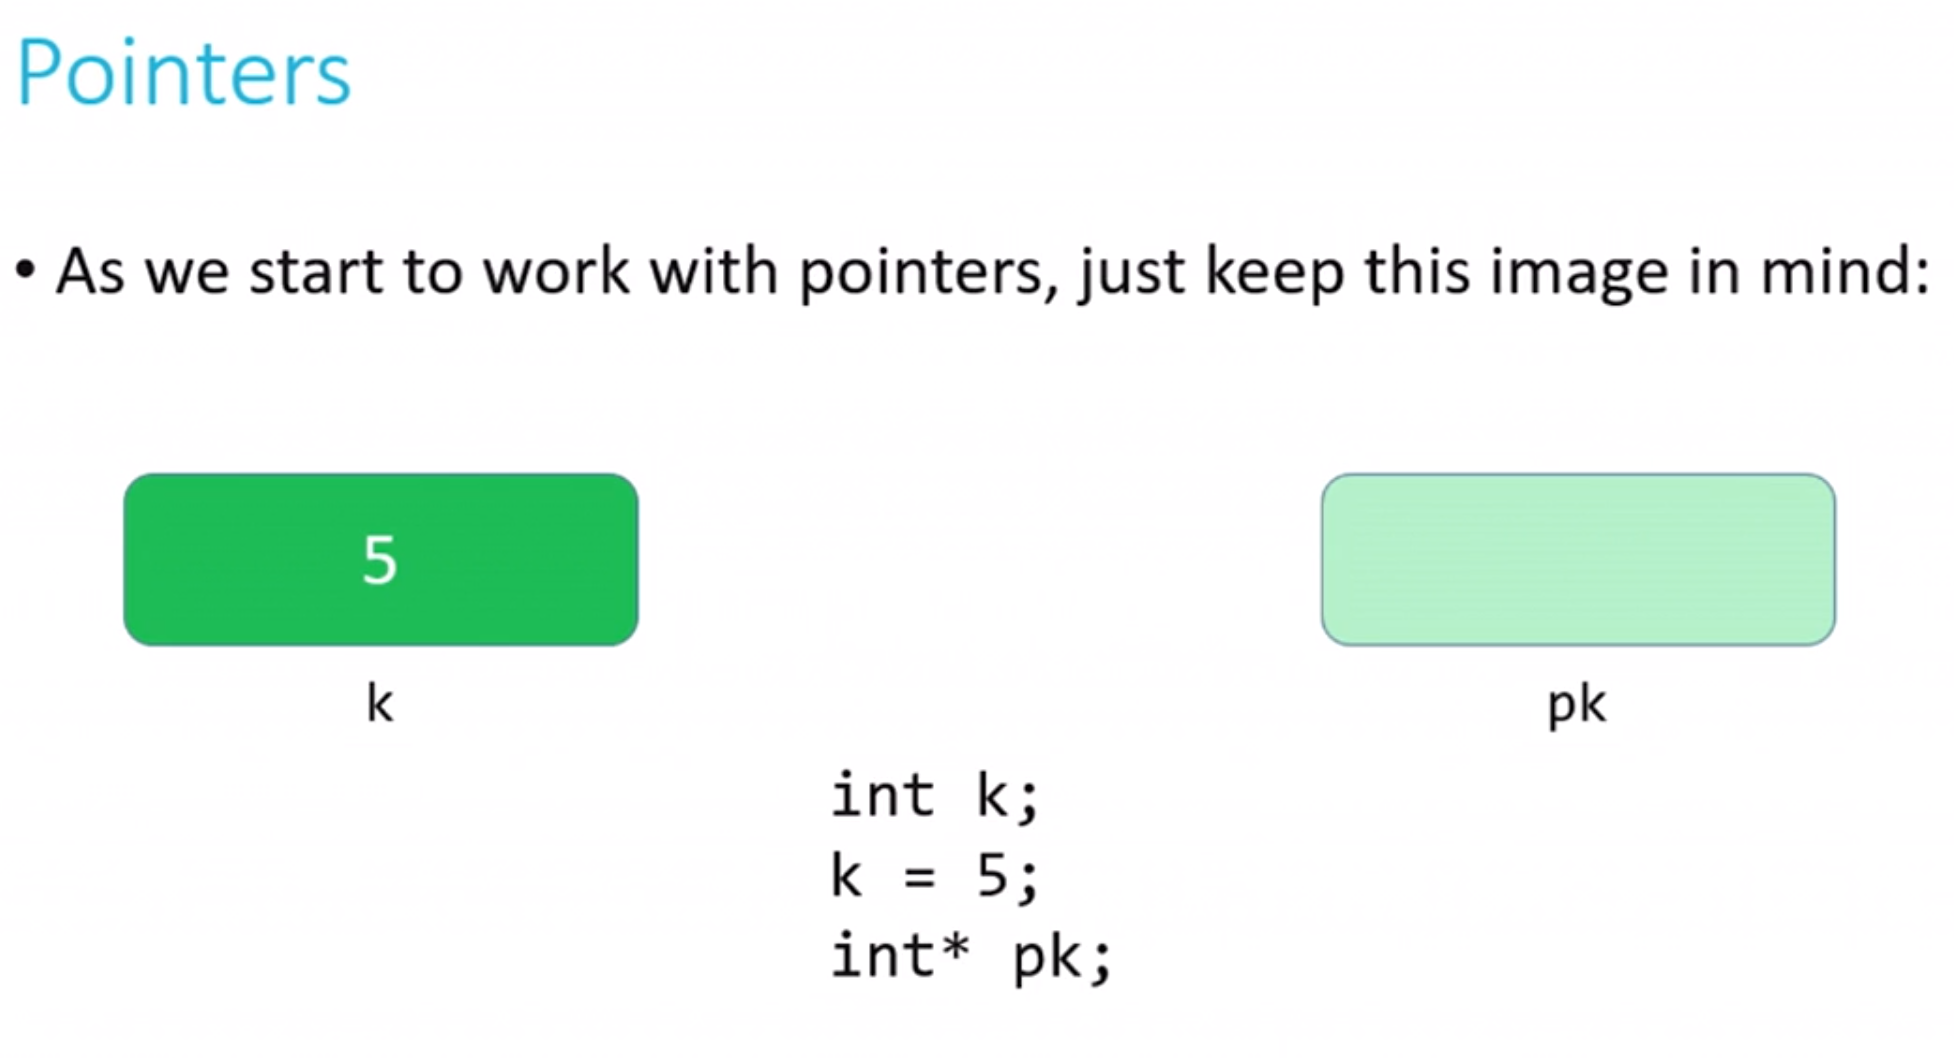 Pointers
• As we start to work with pointers, just keep this image in mind:
5
k
pk
int k;
k = 5;
int* pk;